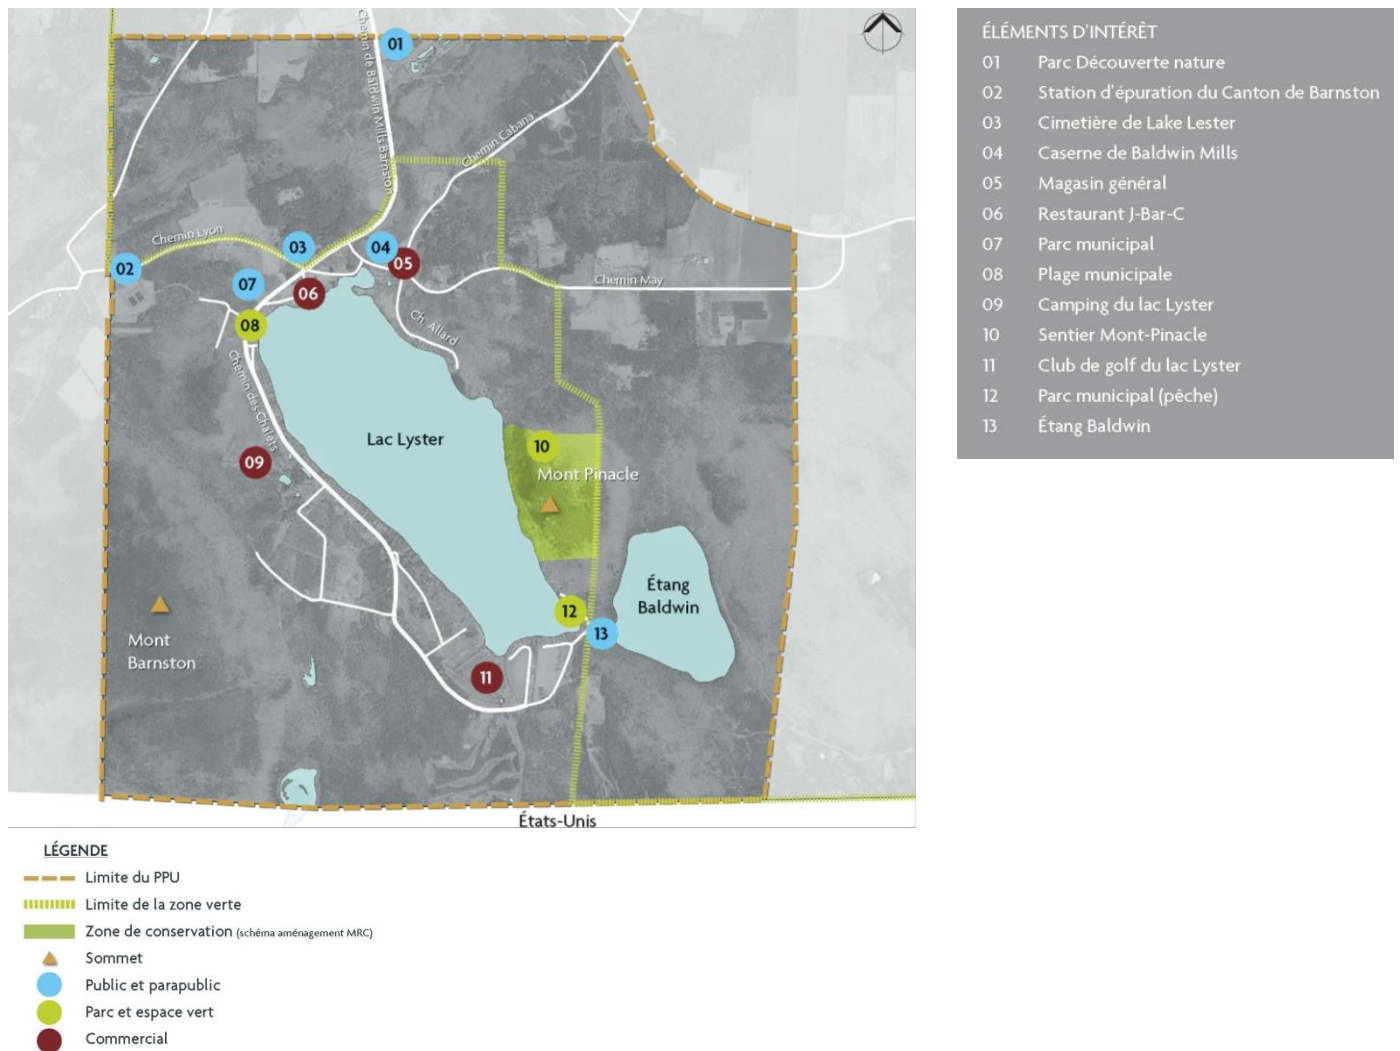 01
Chemin de Baldwin Mills Barnston
Chemin Cabana
Chemin Lyon
03
04
05
02
07
06
Chemin May
08
Ch. Allard
Chemin des Chalets
Lac Lyster
10
09
Mont Pinacle
Étang
Baldwin
12
13
Mont
Barnston
11
États-Unis
ÉLÉMENTS D'INTÉRÊT
01 Parc Découverte nature
02 Station d'épuration du Canton de Barnston
03 Cimetière de Lake Lester
04 Caserne de Baldwin Mills
05 Magasin général
06 Restaurant J-Bar-C
07 Parc municipal
08 Plage municipale
09 Camping du lac Lyster
10 Sentier Mont-Pinacle
11 Club de golf du lac Lyster
12 Parc municipal (pêche)
13 Étang Baldwin
LÉGENDE
Limite du PPU
Limite de la zone verte
Zone de conservation (schéma aménagement MRC)
Sommet
Public et parapublic
Parc et espace vert
Commercial